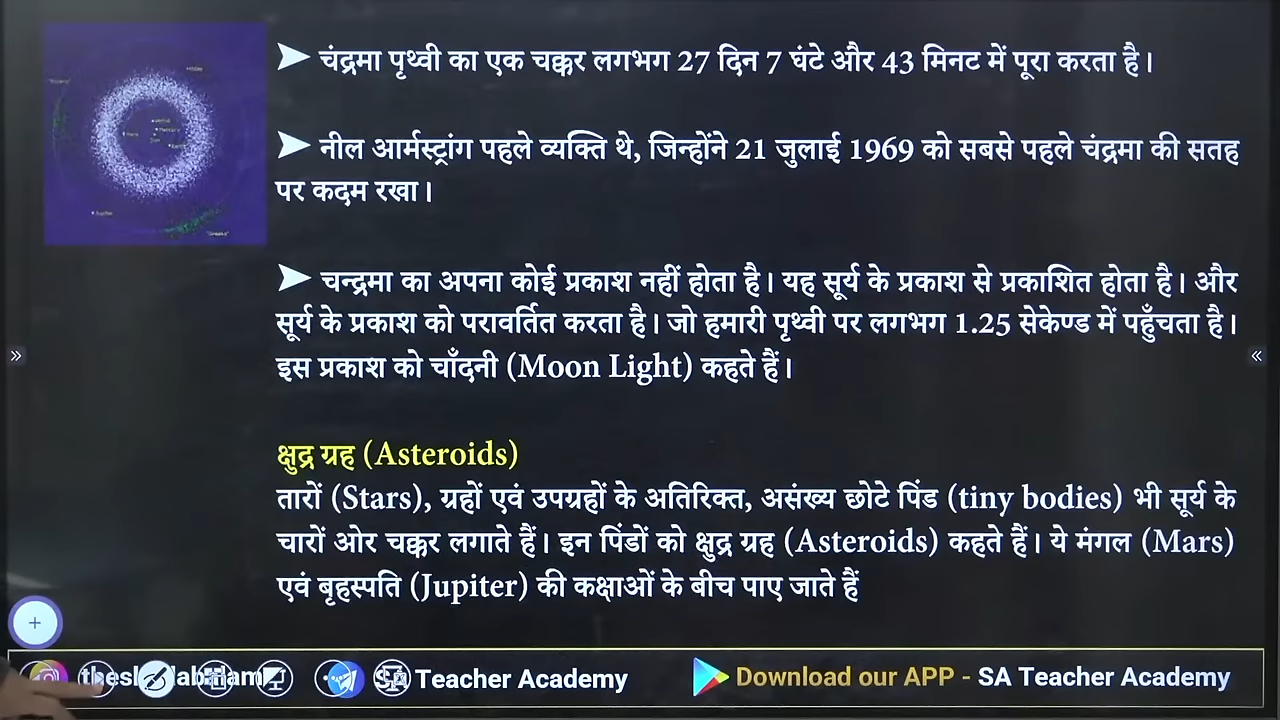 ➤ चंद्रमा पृथ्वी का एक चक्कर लगभग 27 दिन 7 घंटे और 43 मिनट में पूरा करता है।
➤ नील आर्मस्ट्रांग पहले व्यक्ति थे, जिन्होंने 21 जुलाई 1969 को सबसे पहले चंद्रमा की सतह
पर कदम रखा।
➤ चन्द्रमा का अपना कोई प्रकाश नहीं होता है। यह सूर्य के प्रकाश से प्रकाशित होता है। और
सूर्य के प्रकाश को परावर्तित करता है। जो हमारी पृथ्वी पर लगभग 1.25 सेकेण्ड में पहुँचता है।
इस प्रकाश को चाँदनी (Moon Light) कहते हैं।
क्षुद्र ग्रह (Asteroids)
तारों (Stars), ग्रहों एवं उपग्रहों के अतिरिक्त, असंख्य छोटे पिंड (tiny bodies) भी सूर्य के
चारों ओर चक्कर लगाते हैं। इन पिंडों को क्षुद्र ग्रह (Asteroids) कहते हैं। ये मंगल (Mars)
एवं बृहस्पति (Jupiter) की कक्षाओं के बीच पाए जाते हैं
Teacher Academy
Download our APP - SA Teacher Academy